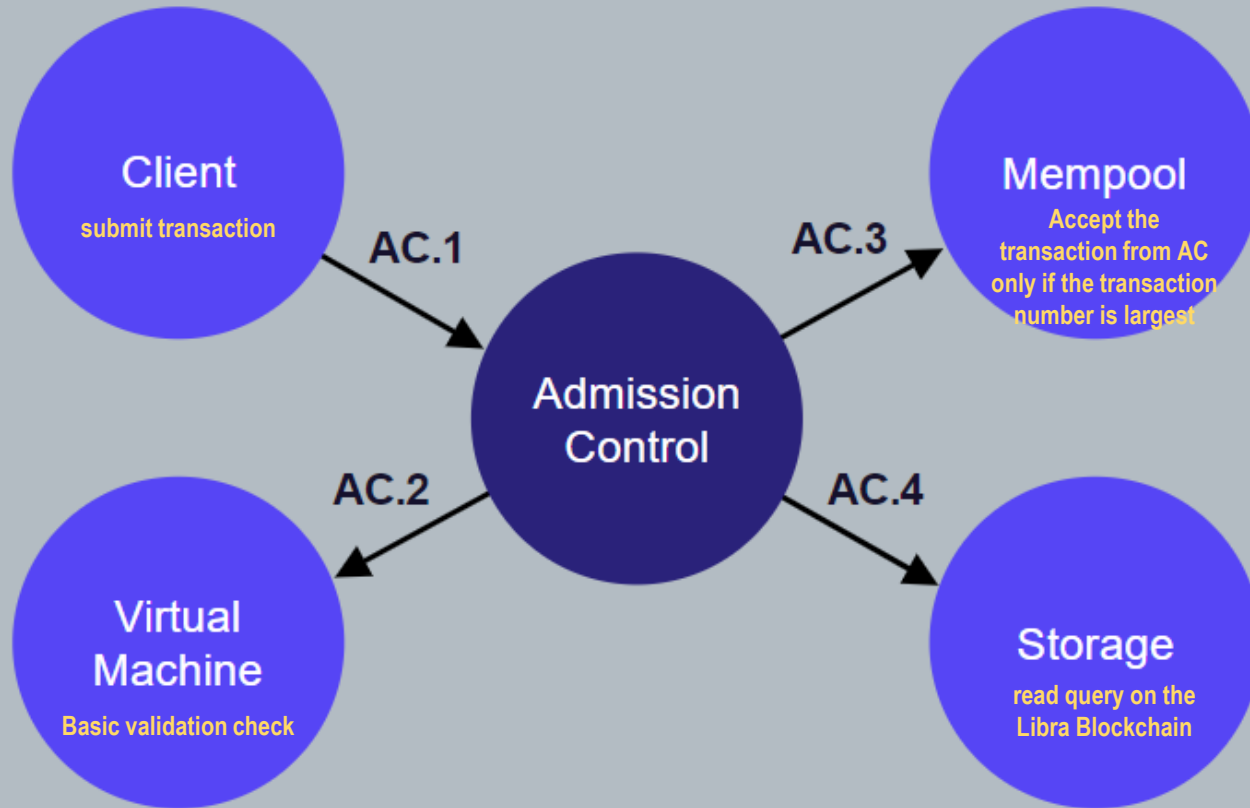 Client
submit transaction
AC.1
Mempool
Accept the
transaction from AC
only if the transaction
number is largest
AC.3
Admission
Control
AC.2
AC.4
Virtual
Machine
Basic validation check
Storage
read query on the
Libra Blockchain